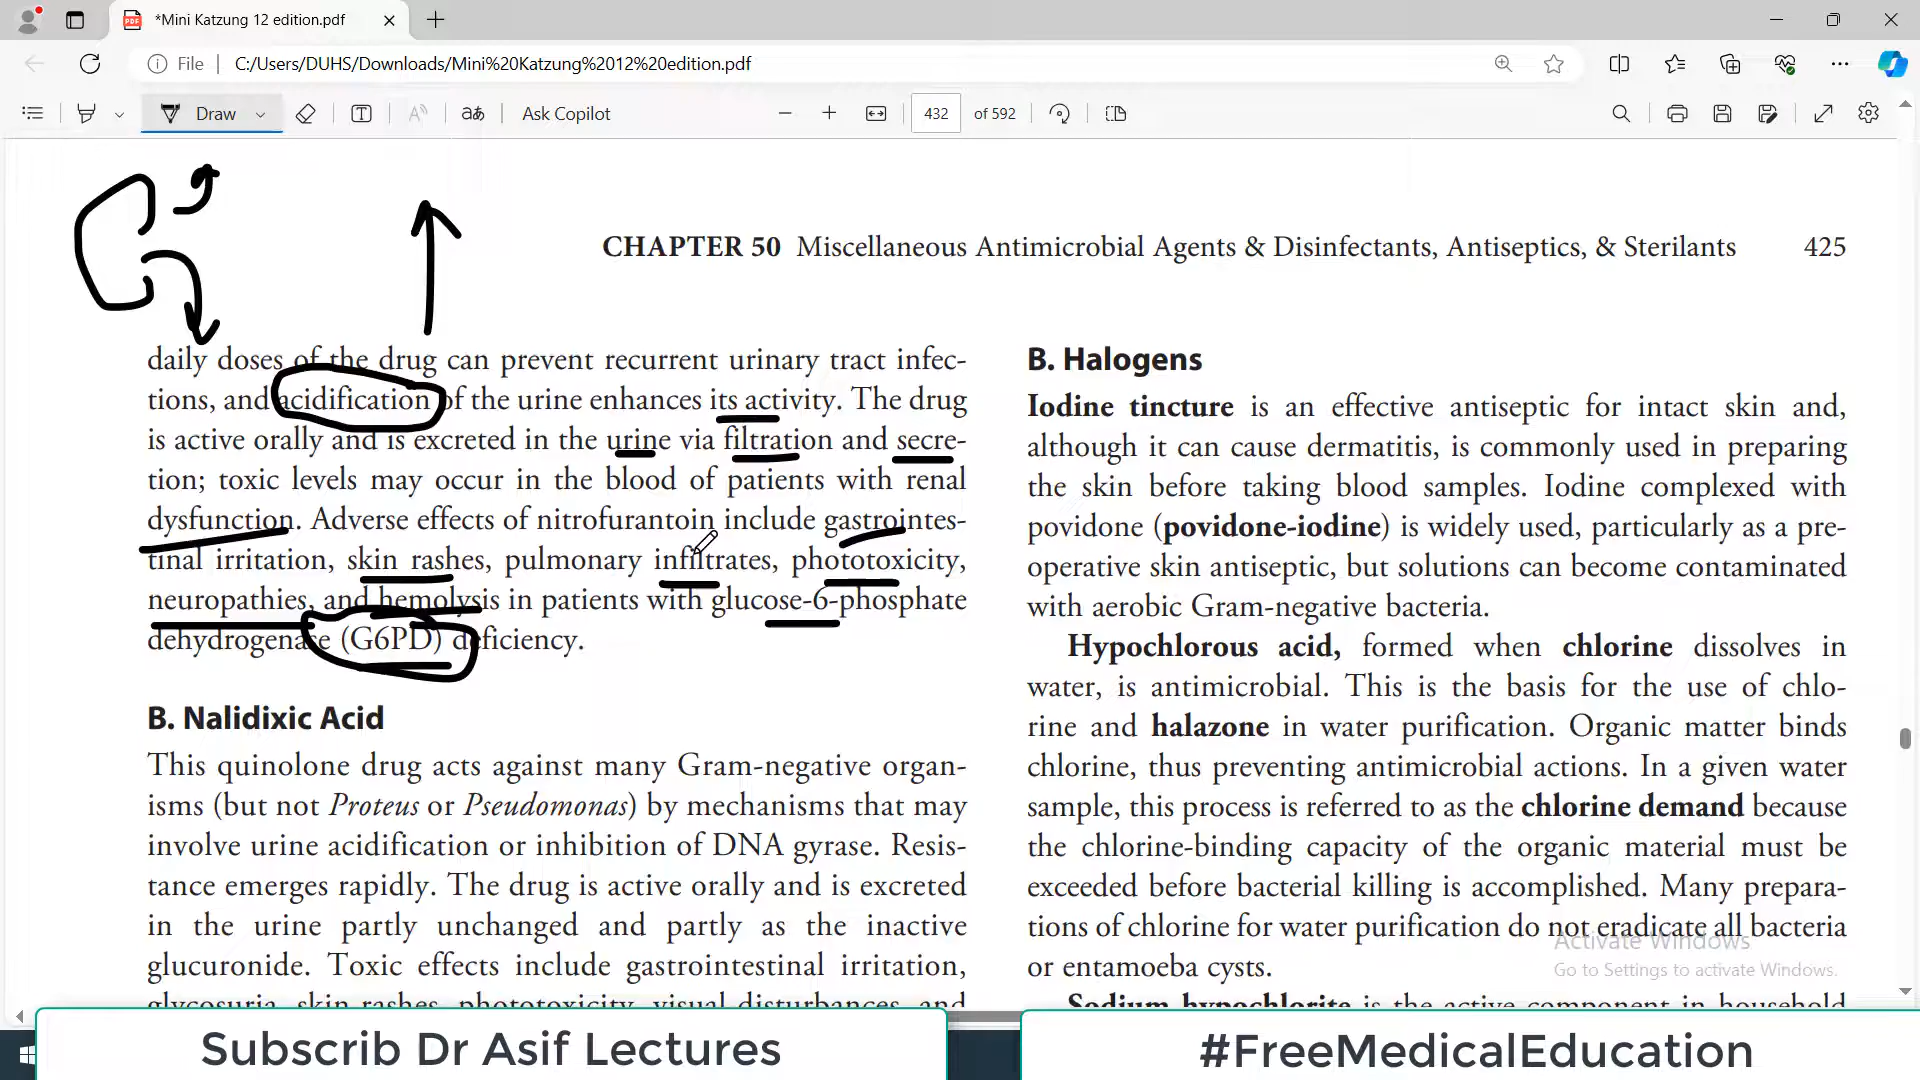 *Mini Katzung 12 edition.pdf
File
C:/Users/DUHS/Downloads/Mini%20Katzung%2012%20edition.pdf
Draw
Ask Copilot
432 of 592
CHAPTER 50 Miscellaneous Antimicrobial Agents & Disinfectants, Antiseptics, & Sterilants 425
daily doses of the drug can prevent recurrent urinary tract infec-
tions, and acidification of the urine enhances its activity. The drug
is active orally and is excreted in the urine via filtration and secre-
tion; toxic levels may occur in the blood of patients with renal
dysfunction. Adverse effects of nitrofurantoin include gastrointes-
tinal irritation, skin rashes, pulmonary infiltrates, phototoxicity,
neuropathies, and hemolysis in patients with glucose-6-phosphate
dehydrogenase (G6PD) deficiency.
B. Nalidixic Acid
This quinolone drug acts against many Gram-negative organ-
isms (but not Proteus or Pseudomonas) by mechanisms that may
involve urine acidification or inhibition of DNA gyrase. Resis-
tance emerges rapidly. The drug is active orally and is excreted
in the urine partly unchanged and partly as the inactive
glucuronide. Toxic effects include gastrointestinal irritation,
glycosuria, skin rashes, phototoxicity, visual disturbances, and
B. Halogens
Iodine tincture is an effective antiseptic for intact skin and,
although it can cause dermatitis, is commonly used in preparing
the skin before taking blood samples. Iodine complexed with
povidone (povidone-iodine) is widely used, particularly as a pre-
operative skin antiseptic, but solutions can become contaminated
with aerobic Gram-negative bacteria.
Hypochlorous acid, formed when chlorine dissolves in
water, is antimicrobial. This is the basis for the use of chlo-
rine and halazone in water purification. Organic matter binds
chlorine, thus preventing antimicrobial actions. In a given water
sample, this process is referred to as the chlorine demand because
the chlorine-binding capacity of the organic material must be
exceeded before bacterial killing is accomplished. Many prepara-
tions of chlorine for water purification do not eradicate all bacteria
or entamoeba cysts.
Sodium hypochlorite is the active component in household
Activate Windows
Go to Settings to activate Windows.
Subscrib Dr Asif Lectures
#FreeMedicalEducation